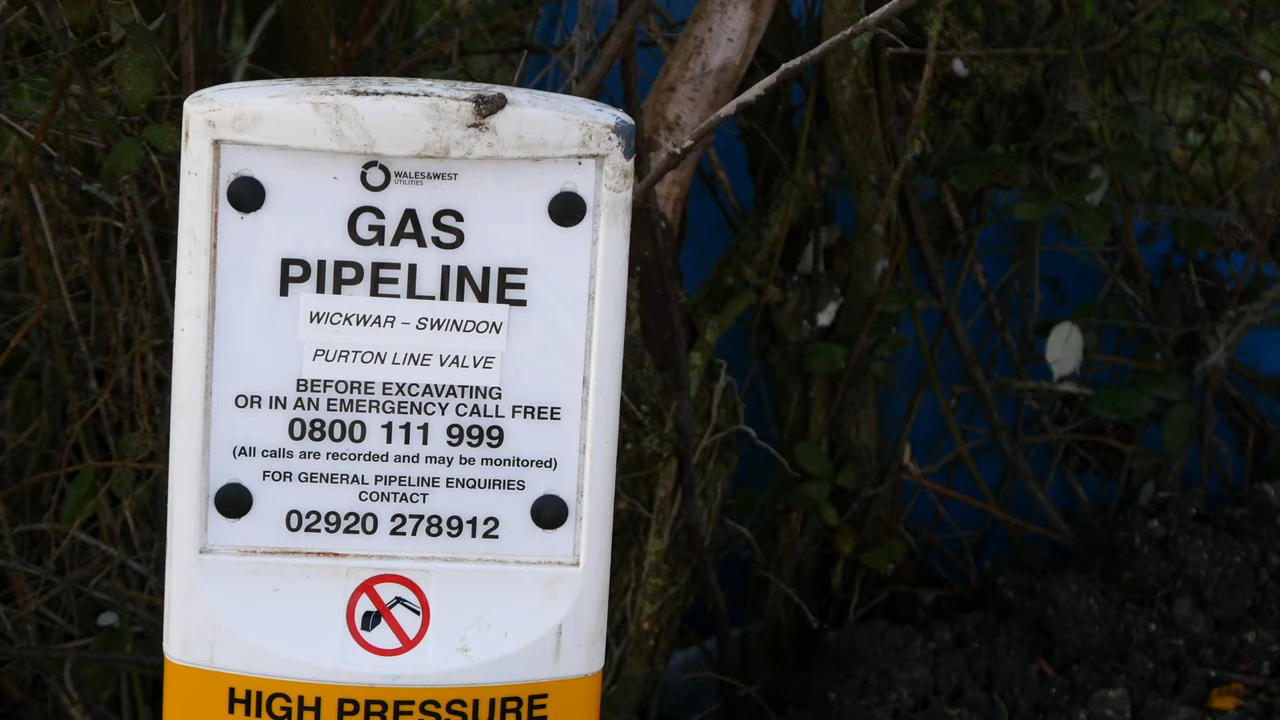 WALES&WEST
UTILITIES
GAS
PIPELINE
WICKWAR – SWINDON
PURTON LINE VALVE
BEFORE EXCAVATING
OR IN AN EMERGENCY CALL FREE
0800 111 999
(All calls are recorded and may be monitored)
FOR GENERAL PIPELINE ENQUIRIES
CONTACT
02920 278912
HIGH PRESSURE